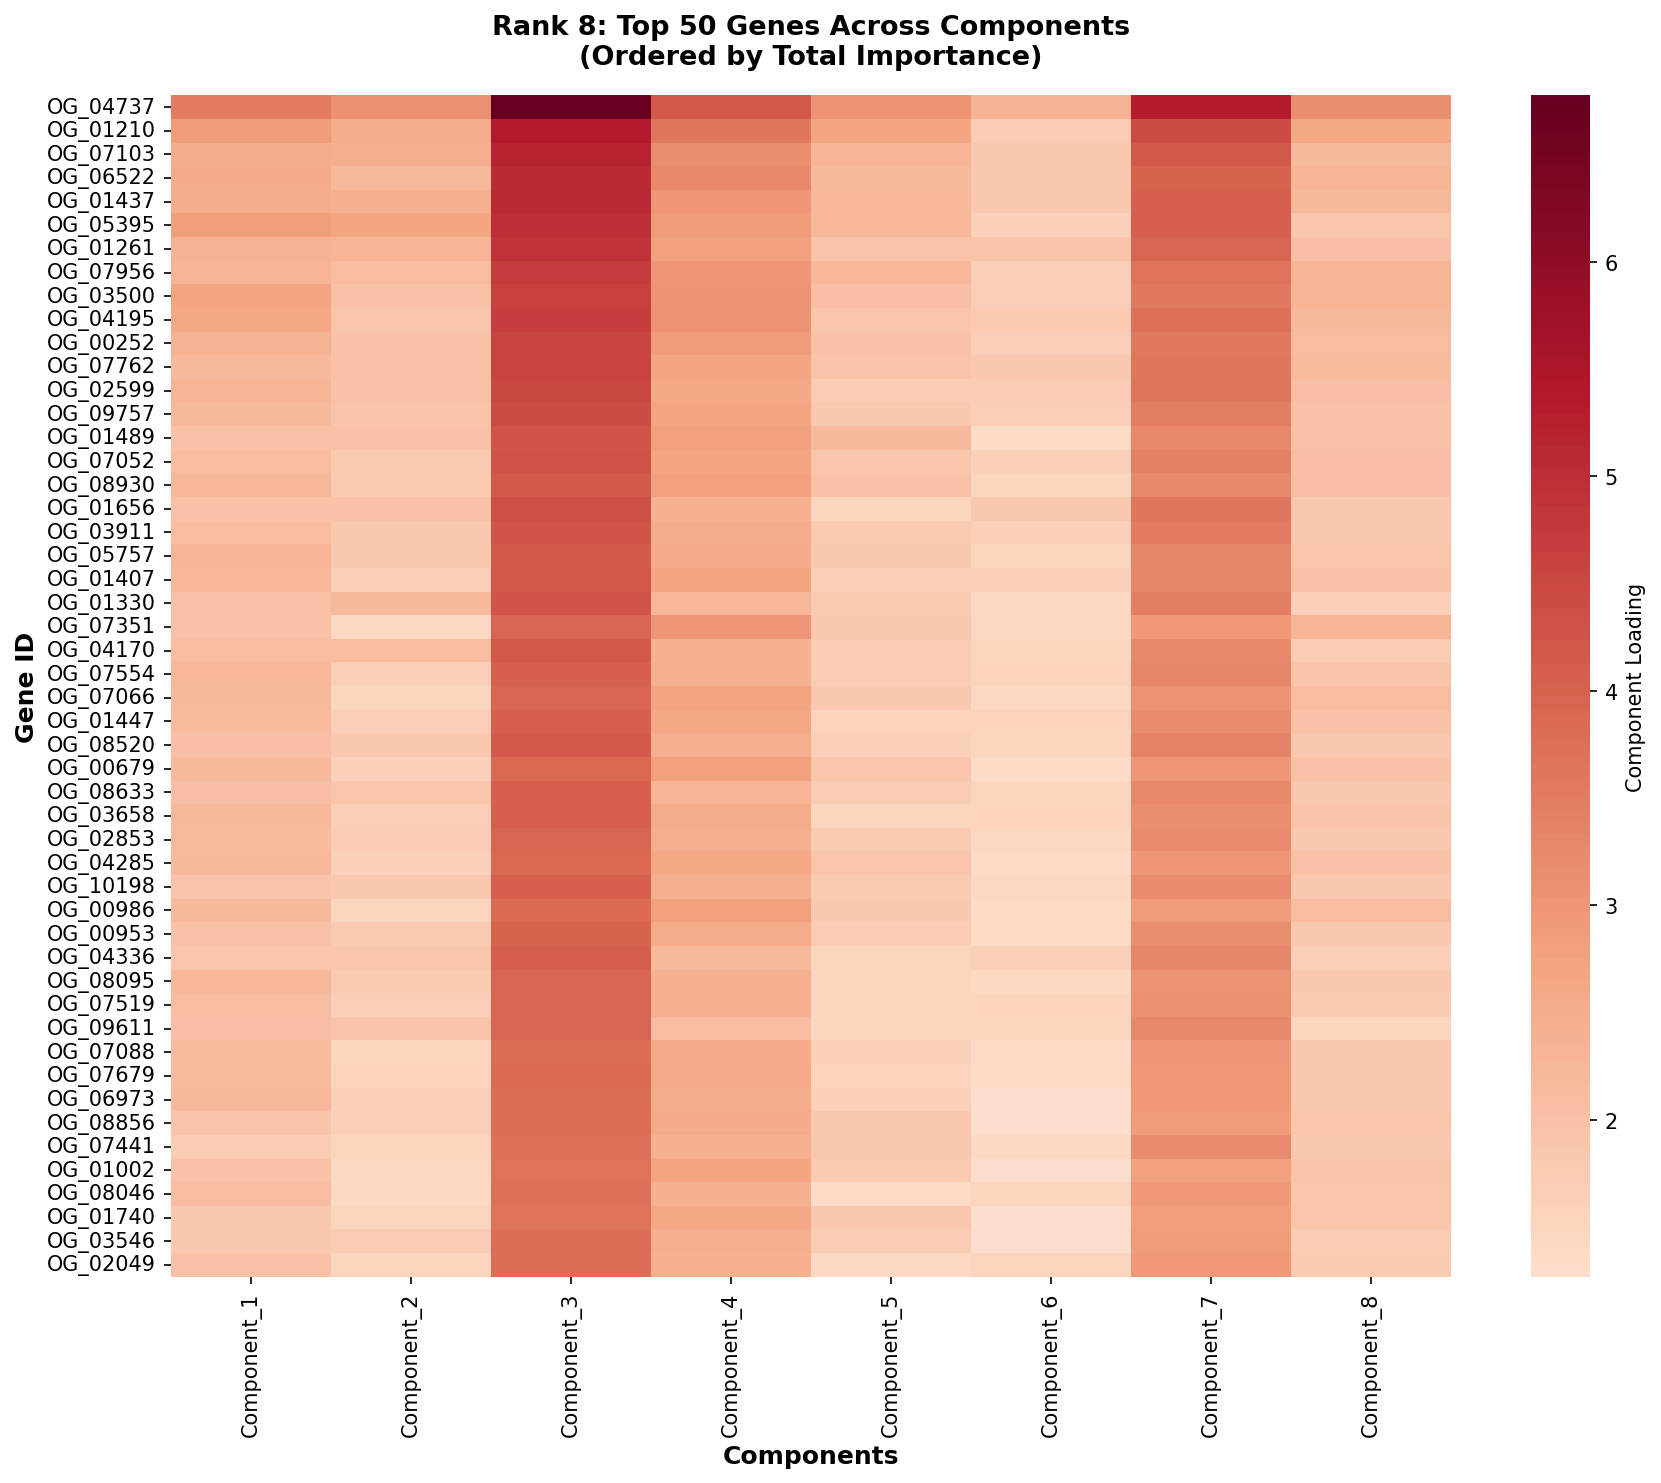 Rank 8: Top 50 Genes Across Components
(Ordered by Total Importance)
Gene ID
OG_04737
OG_01210
OG_07103
OG_06522
OG_01437
OG_05395
OG_01261
OG_07956
OG_03500
OG_04195
OG_00252
OG_07762
OG_02599
OG_09757
OG_01489
OG_07052
OG_08930
OG_01656
OG_03911
OG_05757
OG_01407
OG_01330
OG_07351
OG_04170
OG_07554
OG_07066
OG_01447
OG_08520
OG_00679
OG_08633
OG_03658
OG_02853
OG_04285
OG_10198
OG_00986
OG_00953
OG_04336
OG_08095
OG_07519
OG_09611
OG_07088
OG_07679
OG_06973
OG_08856
OG_07441
OG_01002
OG_08046
OG_01740
OG_03546
OG_02049
Component_1
Component_2
Component_3
Component_4
Component_5
Component_6
Component_7
Component_8
Components
6
5
4
3
2
Component Loading